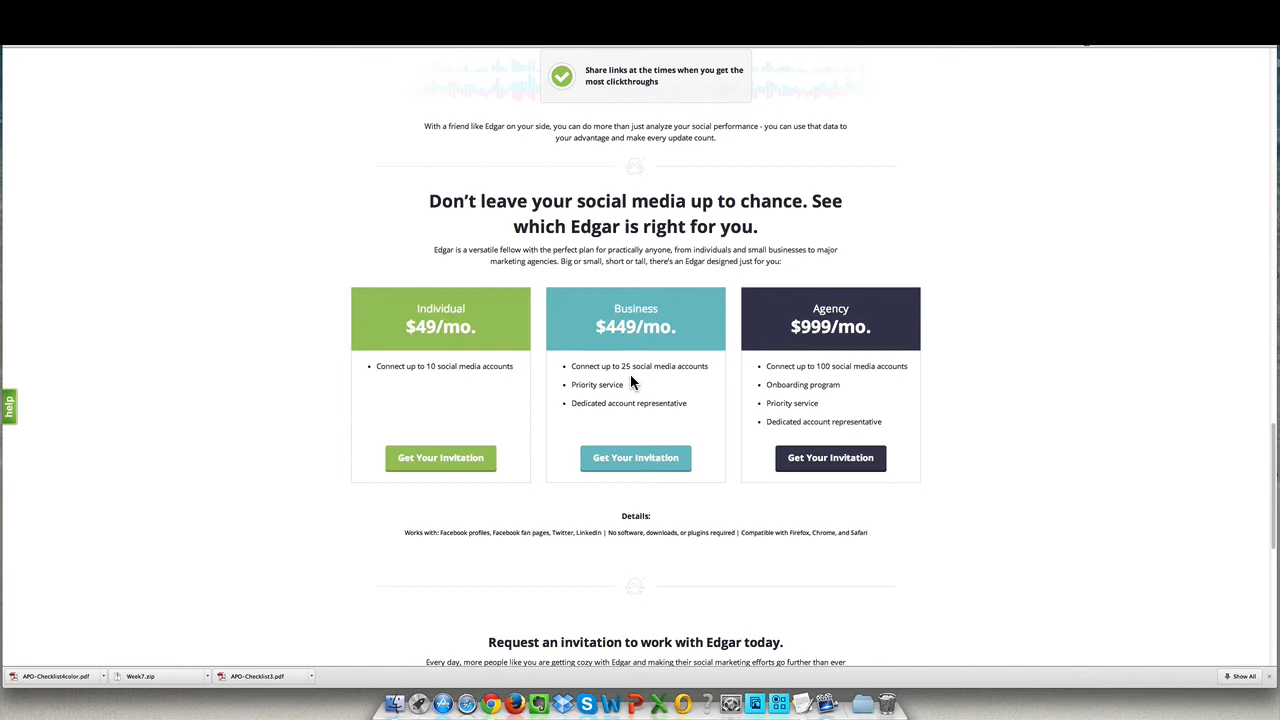 Share links at the times when you get the
most clickthroughs
With a friend like Edgar on your side, you can do more than just analyze your social performance - you can use that data to
your advantage and make every update count.
Don’t leave your social media up to chance. See
which Edgar is right for you.
Edgar is a versatile fellow with the perfect plan for practically anyone, from individuals and small businesses to major
marketing agencies. Big or small, short or tall, there's an Edgar designed just for you:
Individual
$49/mo.
• Connect up to 10 social media accounts
Get Your Invitation
Business
$449/mo.
• Connect up to 25 social media accounts
• Priority service
• Dedicated account representative
Get Your Invitation
Agency
$999/mo.
• Connect up to 100 social media accounts
• Onboarding program
• Priority service
• Dedicated account representative
Get Your Invitation
help
Details:
Works with: Facebook profiles, Facebook fan pages, Twitter, LinkedIn | No software, downloads, or plugins required | Compatible with Firefox, Chrome, and Safari
Request an invitation to work with Edgar today.
Every day, more people like you are getting cozy with Edgar and making their social marketing efforts go further than ever
APO-Checklist4color.pdf
Week7.zip
APO-Checklist3.pdf
Show All